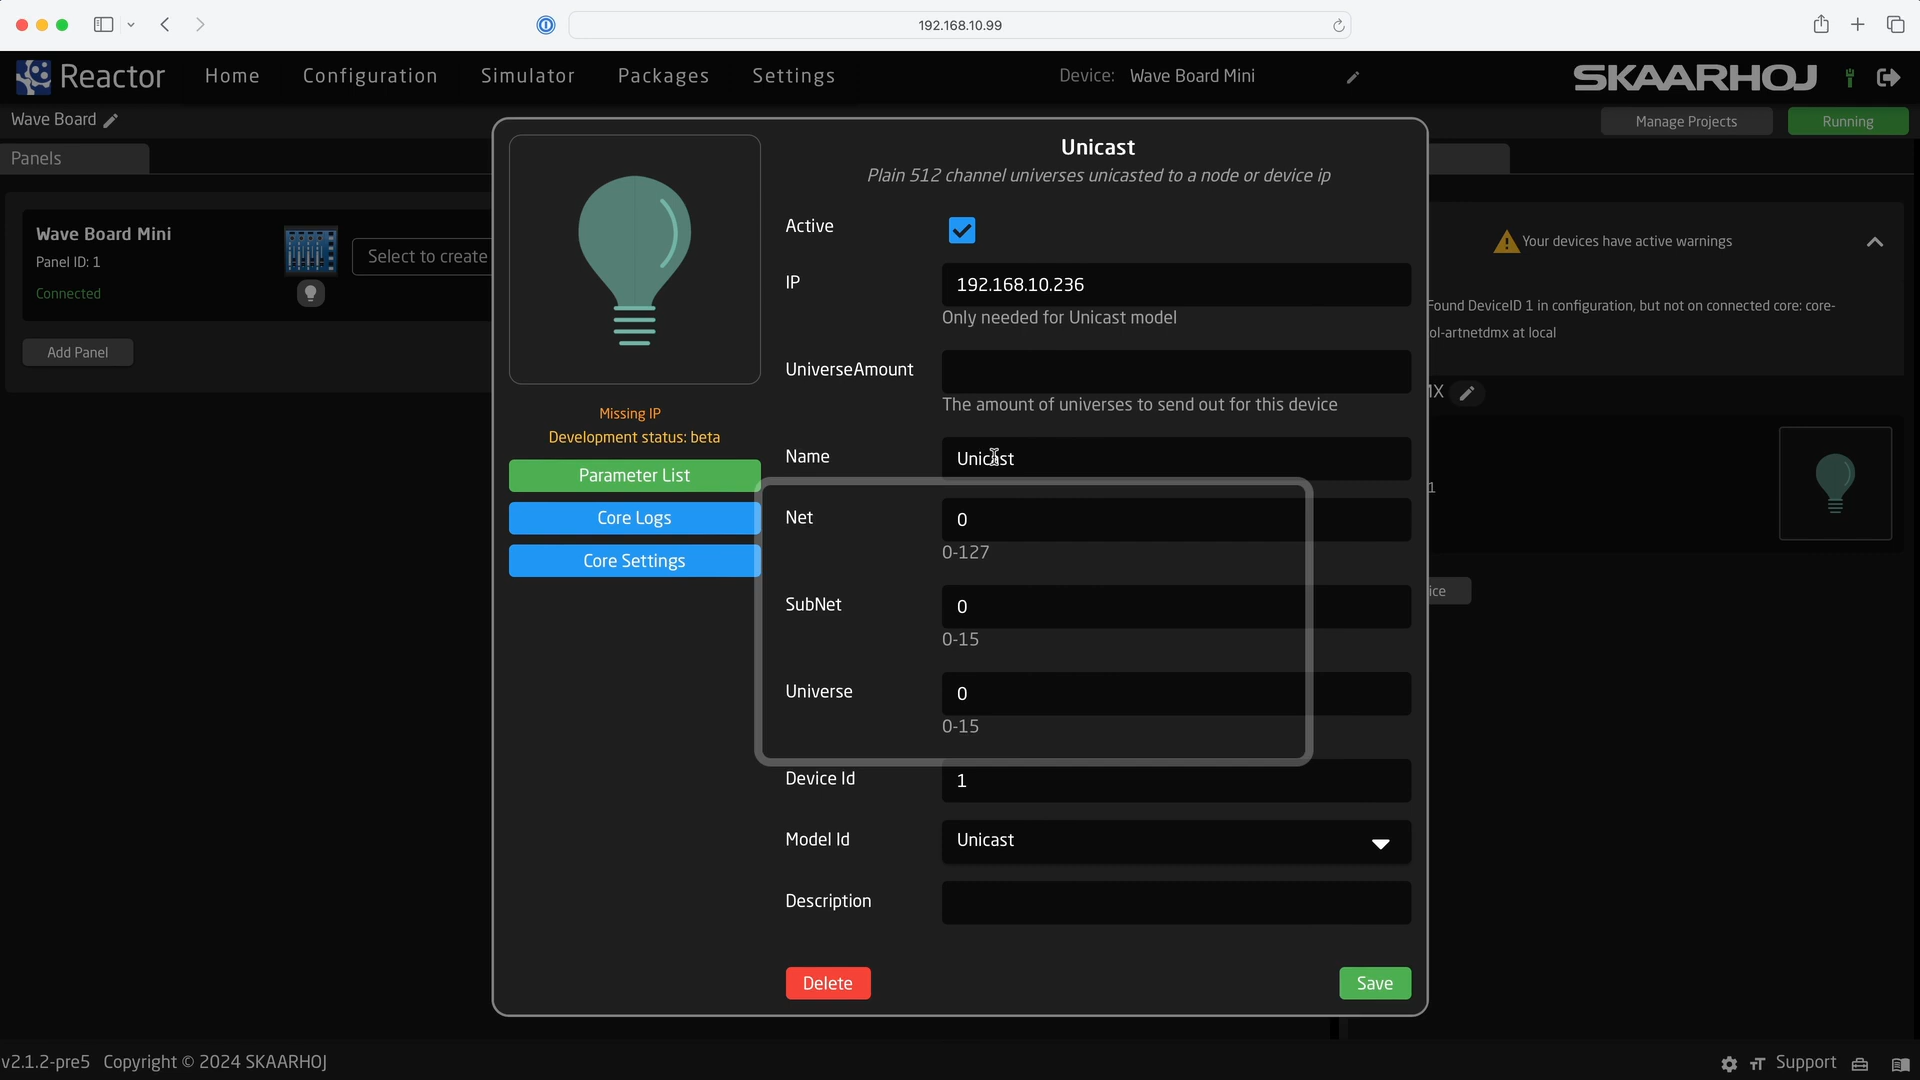 192.168.10.99
Reactor
Home
Configuration
Simulator
Packages
Settings
Device: Wave Board Mini
SKAARHOJ
Wave Board
Manage Projects
Running
Panels
Wave Board Mini
Panel ID: 1
Connected
Select to create
Add Panel
Unicast
Plain 512 channel universes unicasted to a node or device ip
Active
IP
192.168.10.236
Only needed for Unicast model
UniverseAmount
The amount of universes to send out for this device
Missing IP
Development status: beta
Parameter List
Core Logs
Core Settings
Name
Unicast
Net
0
0-127
SubNet
0
0-15
Universe
0
0-15
Device Id
1
Model Id
Unicast
Description
Delete
Save
Your devices have active warnings
Found DeviceID 1 in configuration, but not on connected core: core-
ol-artnetdmx at local
MX
1
ice
v2.1.2-pre5 Copyright © 2024 SKAARHOJ
Support